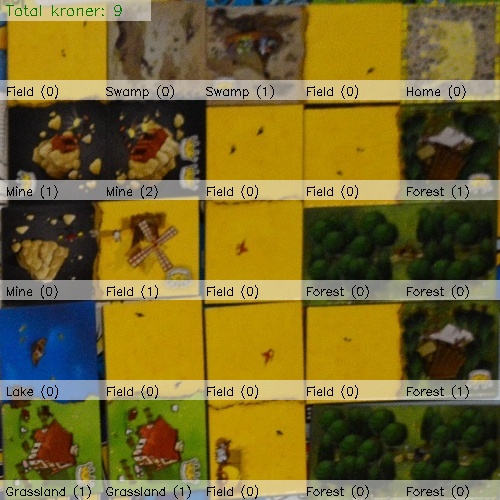 Total kroner: 9
Field (0) Swamp (0) Swamp (1) Field (0) Home (0)
Mine (1) Mine (2) Field (0) Field (0) Forest (1)
Mine (0) Field (1) Field (0) Forest (0) Forest (0)
Lake (0) Field (0) Field (0) Field (0) Forest (1)
Grassland (1) Grassland (1) Field (0) Forest (0) Forest (0)